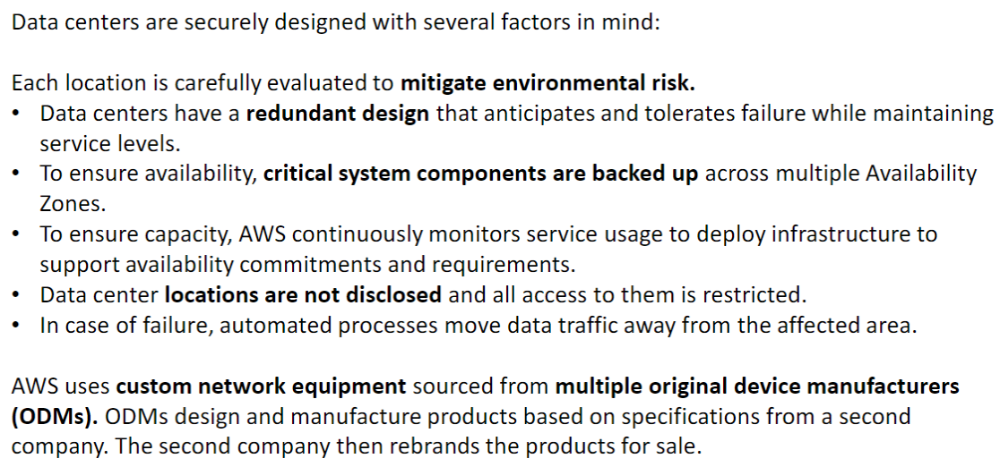 Data centers are securely designed with several factors in mind:
Each location is carefully evaluated to mitigate environmental risk.
• Data centers have a redundant design that anticipates and tolerates failure while maintaining
service levels.
• To ensure availability, critical system components are backed up across multiple Availability
Zones.
• To ensure capacity, AWS continuously monitors service usage to deploy infrastructure to
support availability commitments and requirements.
• Data center locations are not disclosed and all access to them is restricted.
• In case of failure, automated processes move data traffic away from the affected area.
AWS uses custom network equipment sourced from multiple original device manufacturers
(ODMs). ODMs design and manufacture products based on specifications from a second
company. The second company then rebrands the products for sale.